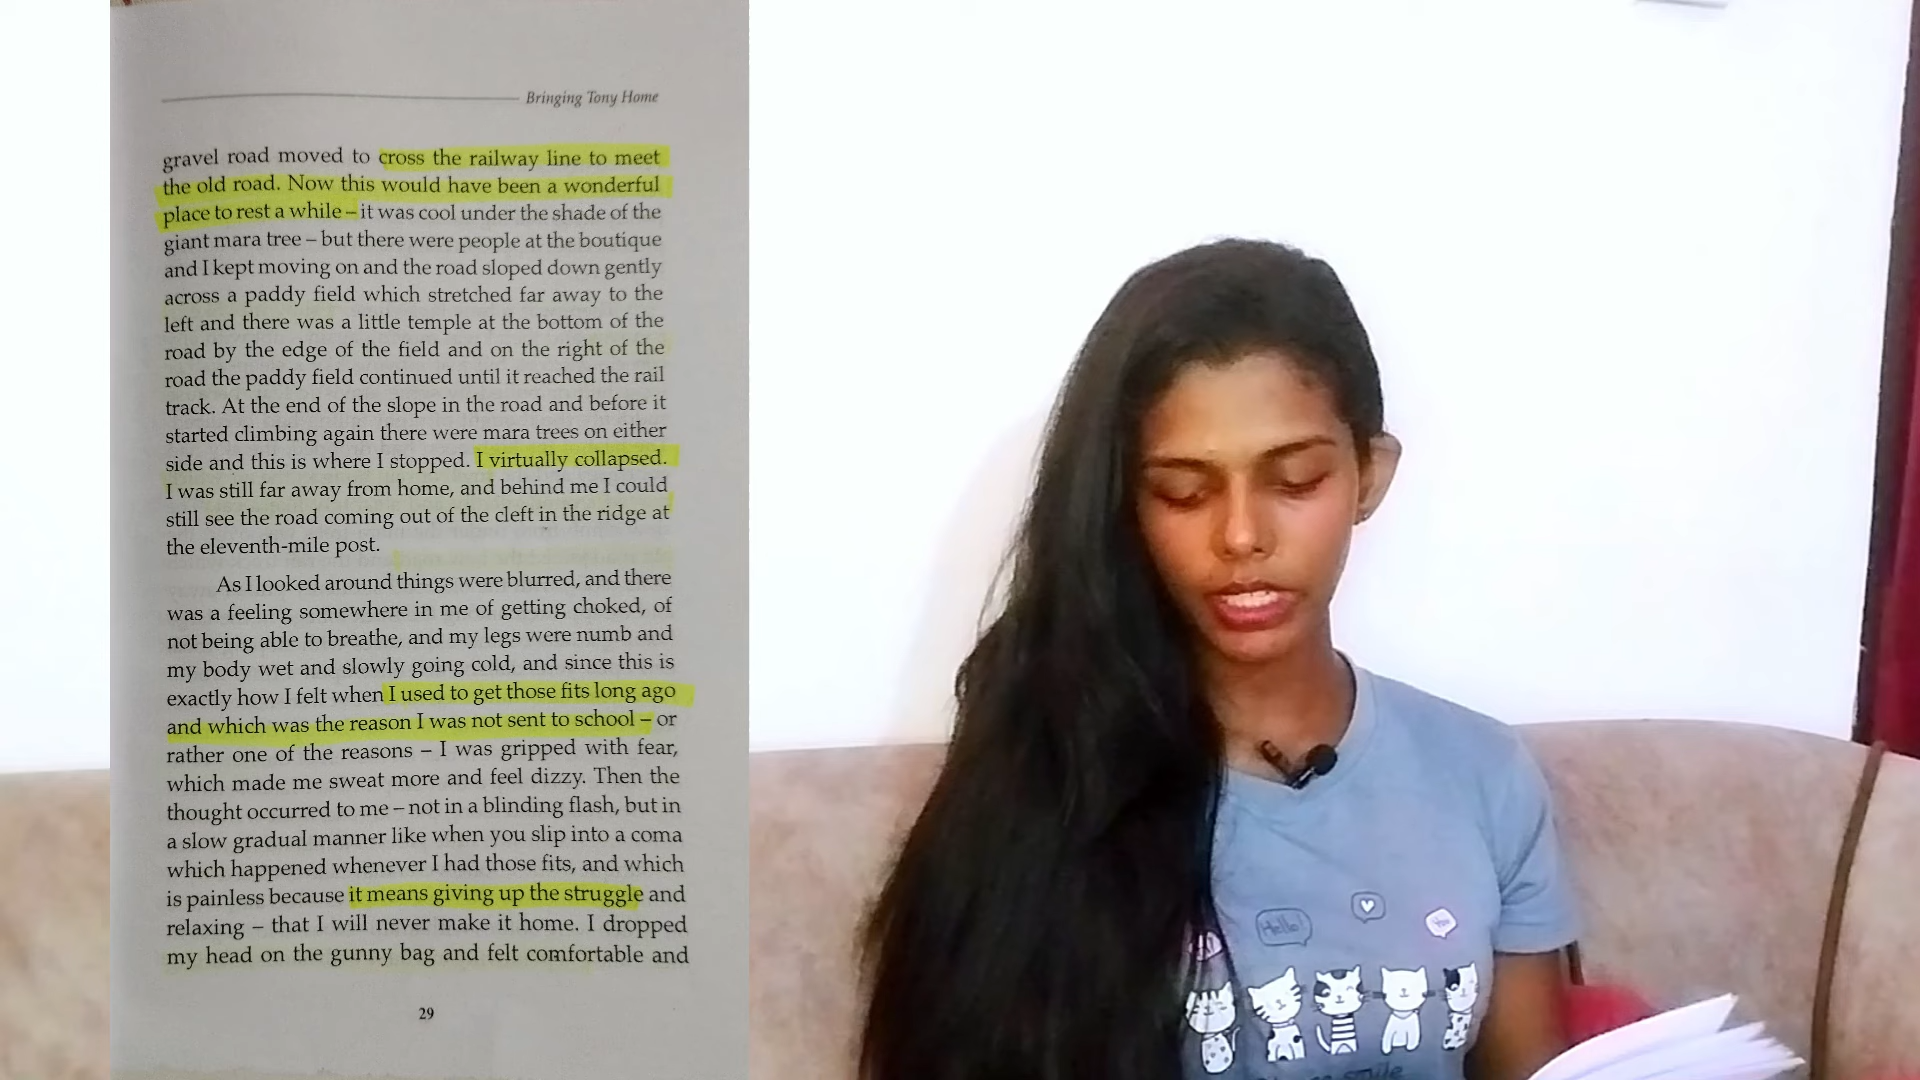 Bringing Tony Home
gravel road moved to cross the railway line to meet
the old road. Now this would have been a wonderful
place to rest a while – it was cool under the shade of the
giant mara tree – but there were people at the boutique
and I kept moving on and the road sloped down gently
across a paddy field which stretched far away to the
left and there was a little temple at the bottom of the
road by the edge of the field and on the right of the
road the paddy field continued until it reached the rail
track. At the end of the slope in the road and before it
started climbing again there were mara trees on either
side and this is where I stopped. I virtually collapsed.
I was still far away from home, and behind me I could
still see the road coming out of the cleft in the ridge at
the eleventh-mile post.
As I looked around things were blurred, and there
was a feeling somewhere in me of getting choked, of
not being able to breathe, and my legs were numb and
my body wet and slowly going cold, and since this is
exactly how I felt when I used to get those fits long ago
and which was the reason I was not sent to school – or
rather one of the reasons – I was gripped with fear,
which made me sweat more and feel dizzy. Then the
thought occurred to me – not in a blinding flash, but in
a slow gradual manner like when you slip into a coma
which happened whenever I had those fits, and which
is painless because it means giving up the struggle and
relaxing – that I will never make it home. I dropped
my head on the gunny bag and felt comfortable and
29
Hello!